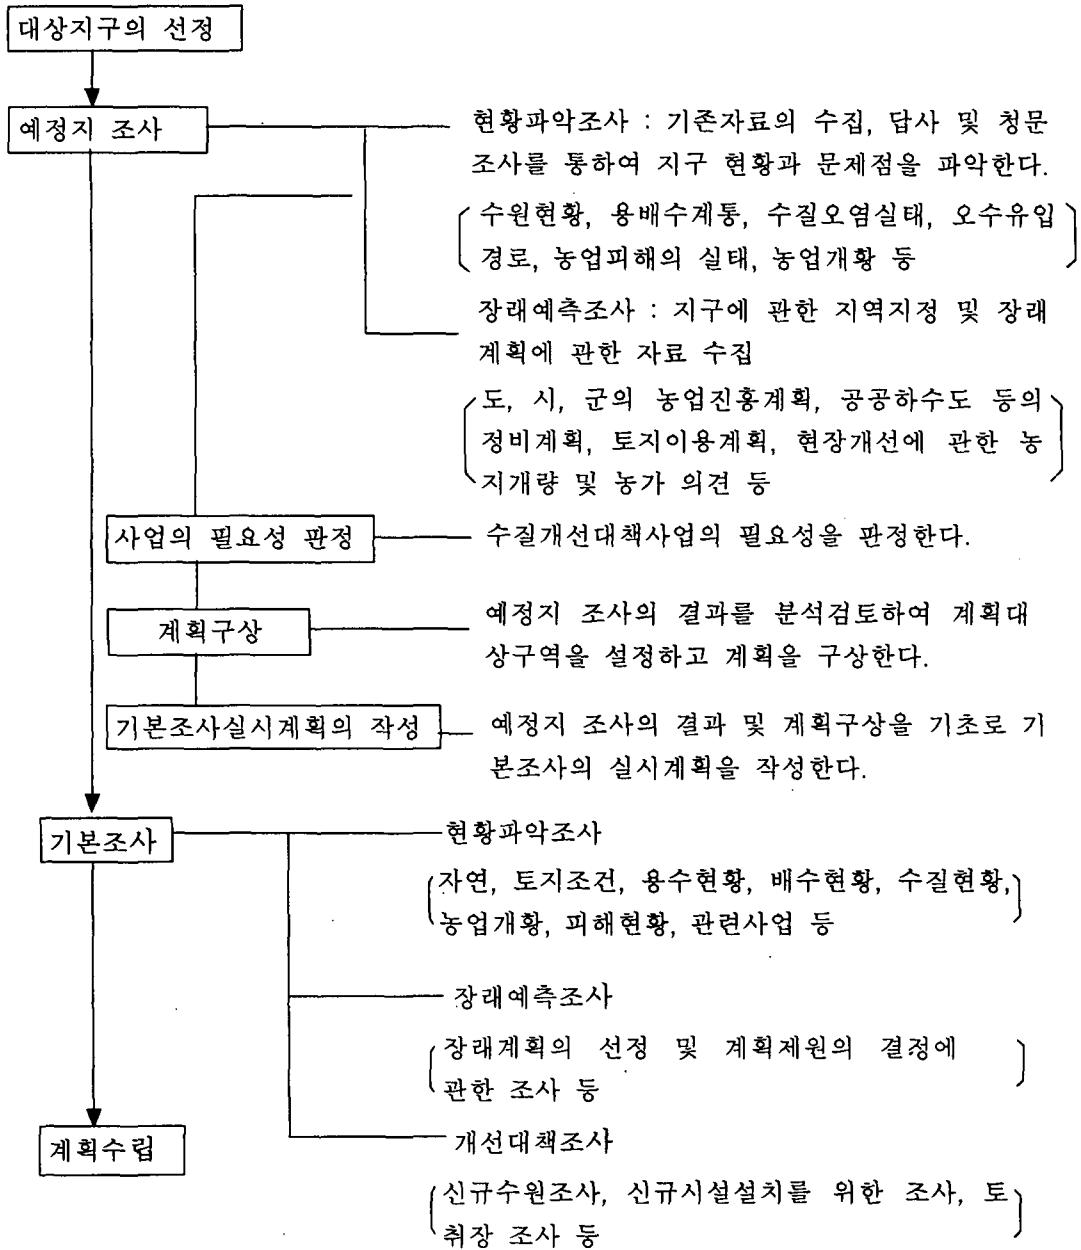 대상지구의 선정
예정지 조사
현황파악조사 : 기존자료의 수집, 답사 및 청문
조사를 통하여 지구 현황과 문제점을 파악한다.
수원현황, 용배수계통, 수질오염실태, 오수유입
경로, 농업피해의 실태, 농업개황 등
장래예측조사 : 지구에 관한 지역지정 및 장래
계획에 관한 자료 수집
도, 시, 군의 농업진흥계획, 공공하수도 등의
정비계획, 토지이용계획, 현장개선에 관한 농
지개량 및 농가 의견 등
사업의 필요성 판정
수질개선대책사업의 필요성을 판정한다.
계획구상
예정지 조사의 결과를 분석검토하여 계획대
상구역을 설정하고 계획을 구상한다.
기본조사실시계획의 작성
예정지 조사의 결과 및 계획구상을 기초로 기
본조사의 실시계획을 작성한다.
기본조사
현황파악조사
자연, 토지조건, 용수현황, 배수현황, 수질현황,
농업개황, 피해현황, 관련사업 등
장래예측조사
장래계획의 선정 및 계획제원의 결정에
관한 조사 등
계획수립
개선대책조사
신규수원조사, 신규시설설치를 위한 조사, 토
취장 조사 등